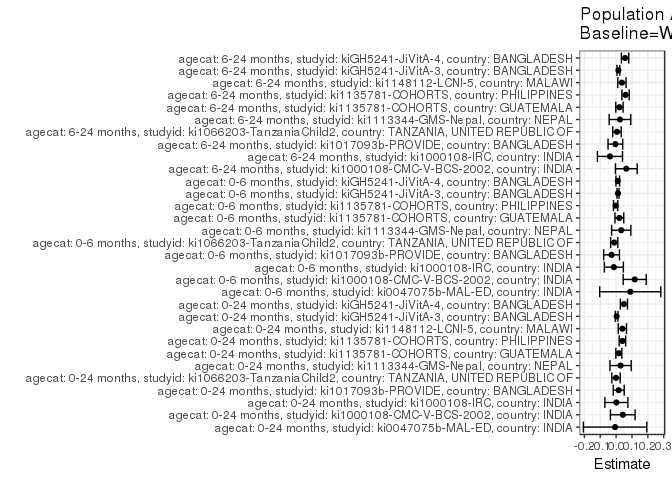 Population
Baseline=W
agecat: 6-24 months, studyid: kiGH5241-JiVitA-4, country: BANGLADESH
agecat: 6-24 months, studyid: kiGH5241-JiVitA-3, country: BANGLADESH
agecat: 6-24 months, studyid: ki1148112-LCNI-5, country: MALAWI
agecat: 6-24 months, studyid: ki1135781-COHORTS, country: PHILIPPINES
agecat: 6-24 months, studyid: ki1135781-COHORTS, country: GUATEMALA
agecat: 6-24 months, studyid: ki1113344-GMS-Nepal, country: NEPAL
agecat: 6-24 months, studyid: ki1066203-TanzaniaChild2, country: TANZANIA, UNITED REPUBLIC OF
agecat: 6-24 months, studyid: ki1017093b-PROVIDE, country: BANGLADESH
agecat: 6-24 months, studyid: ki1000108-IRC, country: INDIA
agecat: 6-24 months, studyid: ki1000108-CMC-V-BCS-2002, country: INDIA
agecat: 0-6 months, studyid: kiGH5241-JiVitA-4, country: BANGLADESH
agecat: 0-6 months, studyid: kiGH5241-JiVitA-3, country: BANGLADESH
agecat: 0-6 months, studyid: ki1135781-COHORTS, country: PHILIPPINES
agecat: 0-6 months, studyid: ki1135781-COHORTS, country: GUATEMALA
agecat: 0-6 months, studyid: ki1113344-GMS-Nepal, country: NEPAL
agecat: 0-6 months, studyid: ki1066203-TanzaniaChild2, country: TANZANIA, UNITED REPUBLIC OF
agecat: 0-6 months, studyid: ki1017093b-PROVIDE, country: BANGLADESH
agecat: 0-6 months, studyid: ki1000108-IRC, country: INDIA
agecat: 0-6 months, studyid: ki1000108-CMC-V-BCS-2002, country: INDIA
agecat: 0-6 months, studyid: ki0047075b-MAL-ED, country: INDIA
agecat: 0-24 months, studyid: kiGH5241-JiVitA-4, country: BANGLADESH
agecat: 0-24 months, studyid: kiGH5241-JiVitA-3, country: BANGLADESH
agecat: 0-24 months, studyid: ki1148112-LCNI-5, country: MALAWI
agecat: 0-24 months, studyid: ki1135781-COHORTS, country: PHILIPPINES
agecat: 0-24 months, studyid: ki1135781-COHORTS, country: GUATEMALA
agecat: 0-24 months, studyid: ki1113344-GMS-Nepal, country: NEPAL
agecat: 0-24 months, studyid: ki1066203-TanzaniaChild2, country: TANZANIA, UNITED REPUBLIC OF
agecat: 0-24 months, studyid: ki1017093b-PROVIDE, country: BANGLADESH
agecat: 0-24 months, studyid: ki1000108-IRC, country: INDIA
agecat: 0-24 months, studyid: ki1000108-CMC-V-BCS-2002, country: INDIA
agecat: 0-24 months, studyid: ki0047075b-MAL-ED, country: INDIA
-0.2 0.1 0.0 0.1 0.2 0.3
Estimate